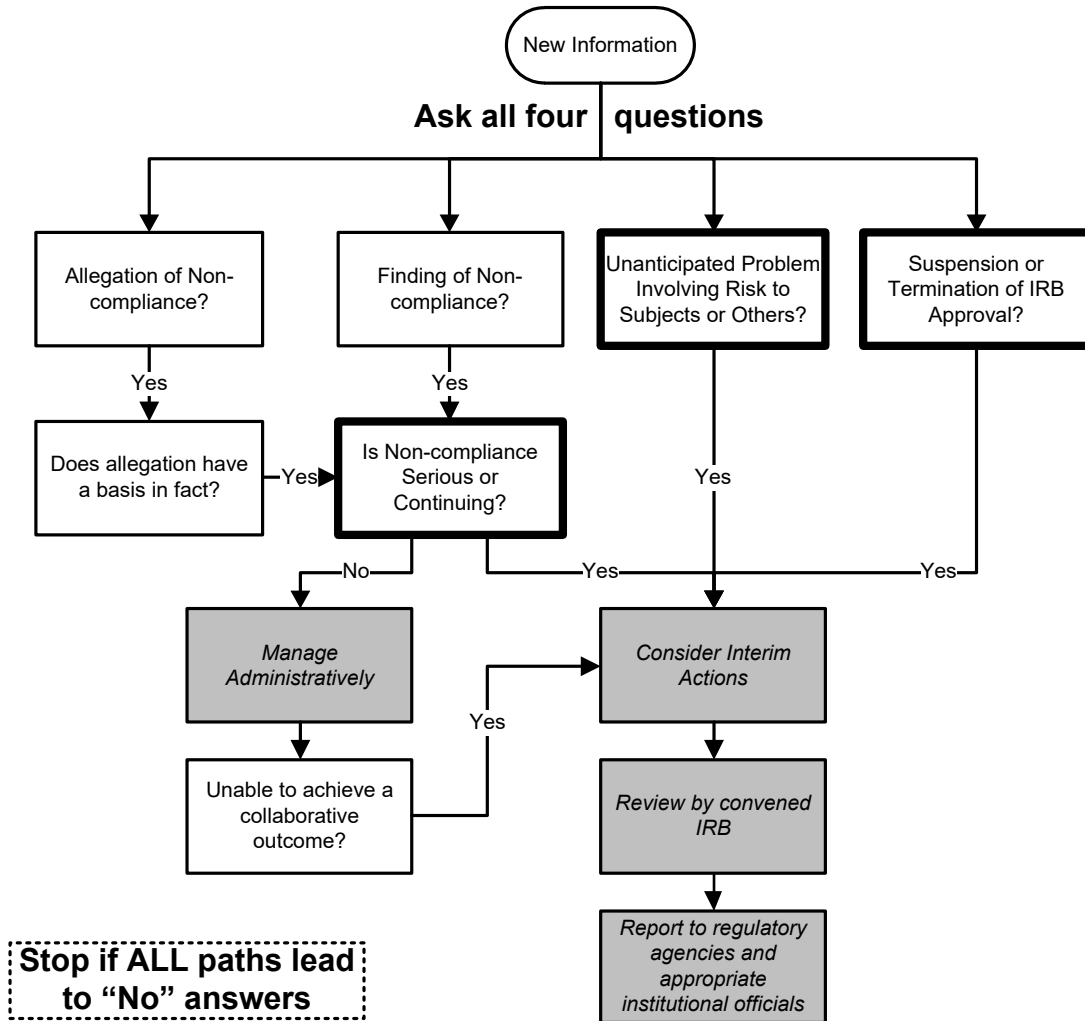 New Information
Ask all four questions
Allegation of Non-
compliance?
Finding of Non-
compliance?
Unanticipated Problem
Involving Risk to
Subjects or Others?
Suspension or
Termination of IRB
Approval?
Yes
Yes
Does allegation have
a basis in fact?
Yes
Is Non-compliance
Serious or
Continuing?
Yes
No
Yes
Yes
Manage
Administratively
Consider Interim
Actions
Yes
Unable to achieve a
collaborative
outcome?
Review by convened
IRB
Report to regulatory
agencies and
appropriate
institutional officials
Stop if ALL paths lead
to “No” answers